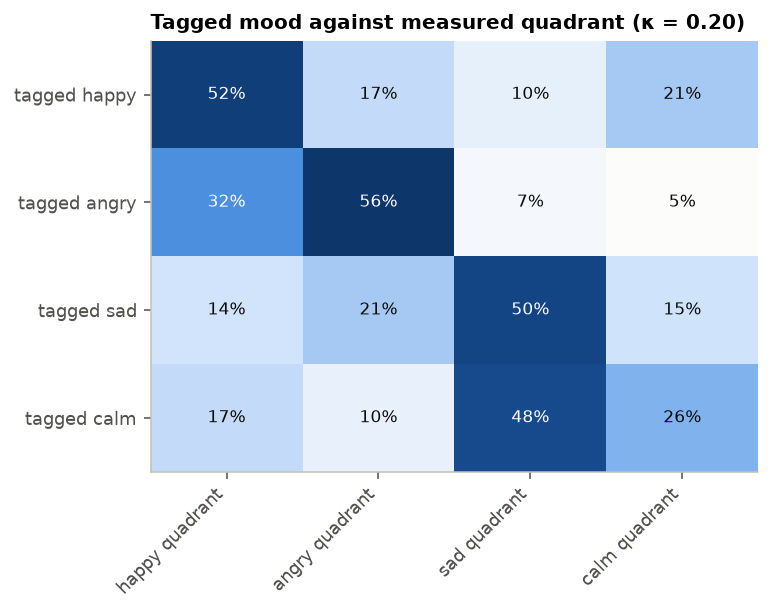 Tagged mood against measured quadrant (κ = 0.20)
tagged happy 52% 17% 10% 21%
tagged angry 32% 56% 7% 5%
tagged sad 14% 21% 50% 15%
tagged calm 17% 10% 48% 26%
happy quadrant
angry quadrant
sad quadrant
calm quadrant